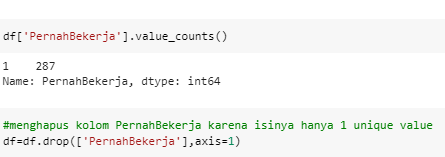 df['PernahBekerja'].value_counts()
1    287
Name: PernahBekerja, dtype: int64
#menghapus kolom PernahBekerja karena isinya hanya 1 unique value
df=df.drop(['PernahBekerja'],axis=1)